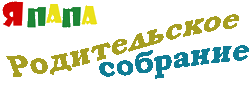 Я папа
Родительское
собрание